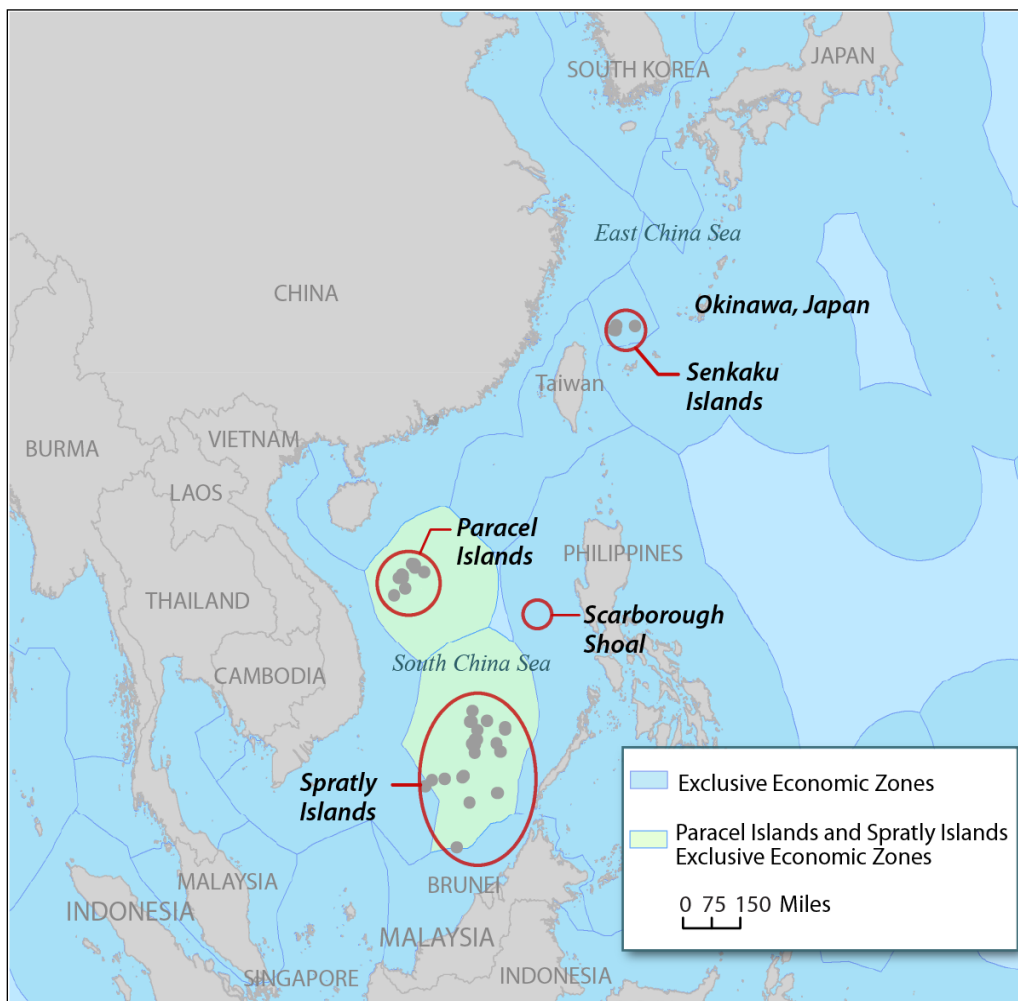 JAPAN
SOUTH KOREA
East China Sea
CHINA
Okinawa, Japan
Senkaku
Islands
Taiwan
BURMA
VIETNAM
LAOS
Paracel
Islands
PHILIPPINES
THAILAND
Scarborough
Shoal
South China Sea
CAMBODIA
Spratly
Islands
Exclusive Economic Zones
Paracel Islands and Spratly Islands
Exclusive Economic Zones
0 75 150 Miles
MALAYSIA
BRUNEI
INDONESIA
MALAYSIA
SINGAPORE
INDONESIA